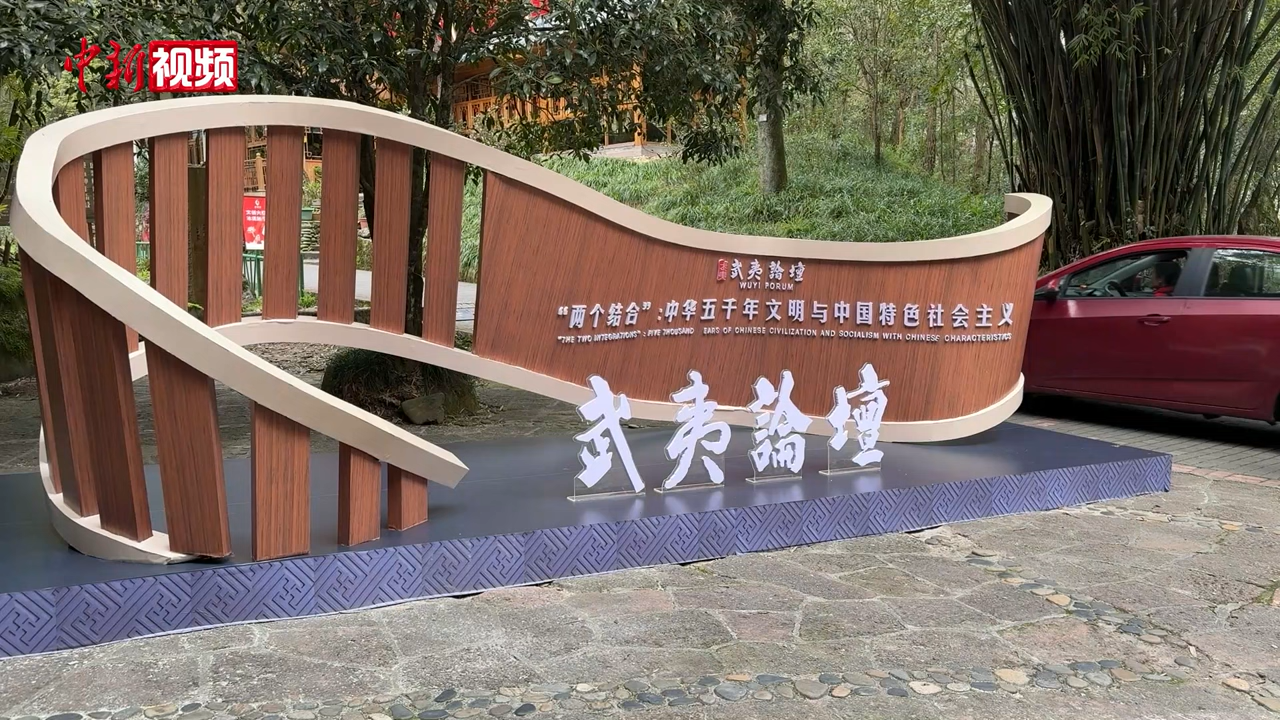 中新视频
武夷論壇
WUYI FORUM
“两个结合”:中华五千年文明与中国特色社会主义
"THE TWO INTEGRATIONS" : FIVE THOUSAND EARS OF CHINESE CIVILIZATION AND SOCIALISM WITH CHINESE CHARACTERISTICS
武夷論壇